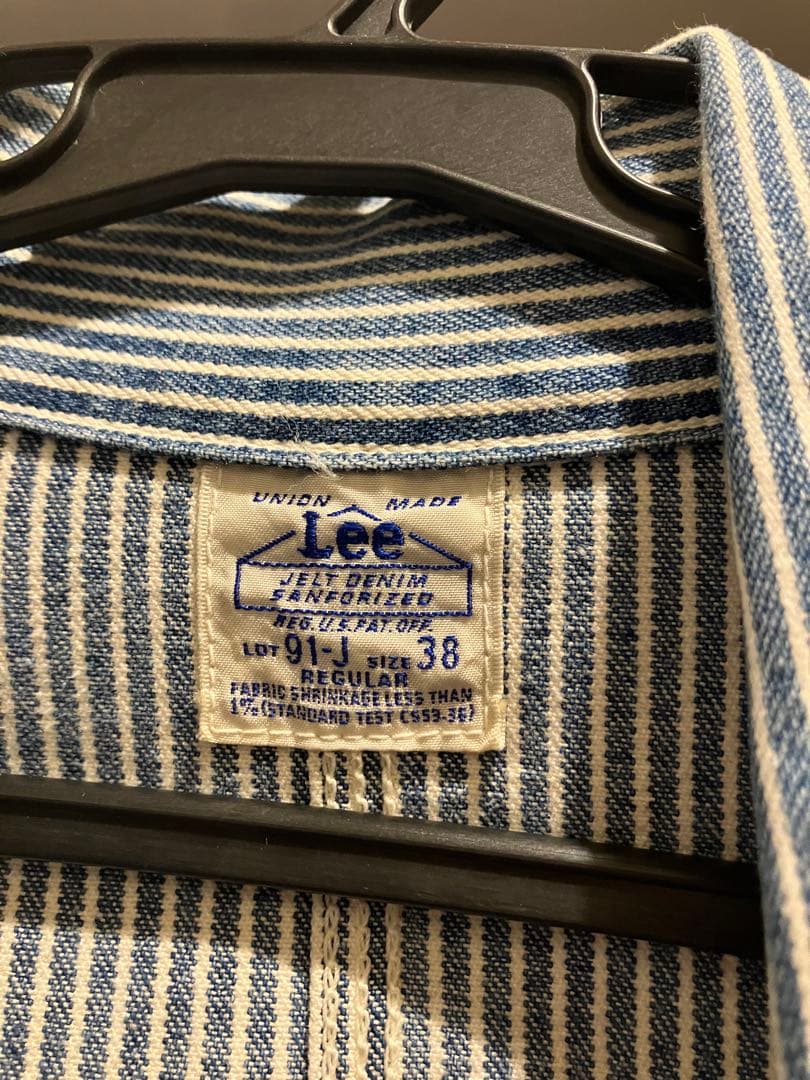 UNION MADE
Lee
JELT DENIM
SANFORIZED
REG. U.S. PAT. OFF.
LOT 91-J SIZE 38
REGULAR
FABRIC SHRINKAGE LESS THAN
1% (STANDARD TEST CS59-36)